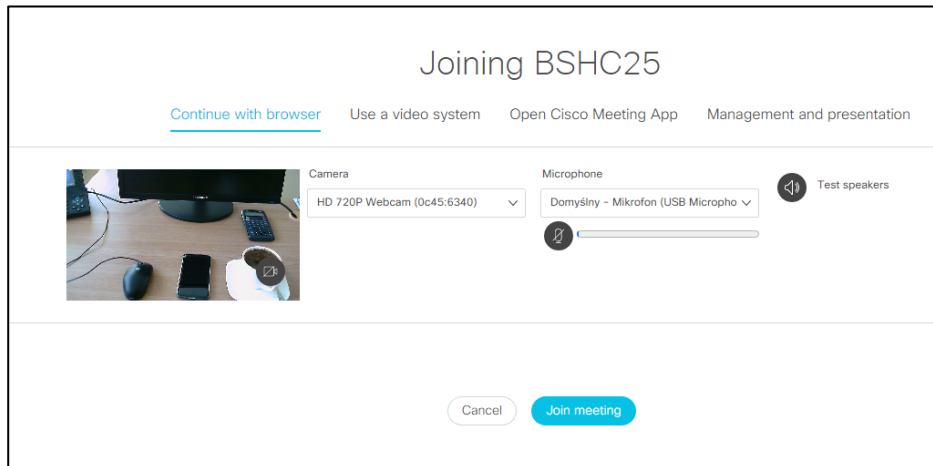 Joining BSHC25
Continue with browser Use a video system Open Cisco Meeting App Management and presentation
Camera Microphone
Test speakers
HD 720P Webcam (0c45:6340) Domyślny - Mikrofon (USB Micropho
Cancel Join meeting